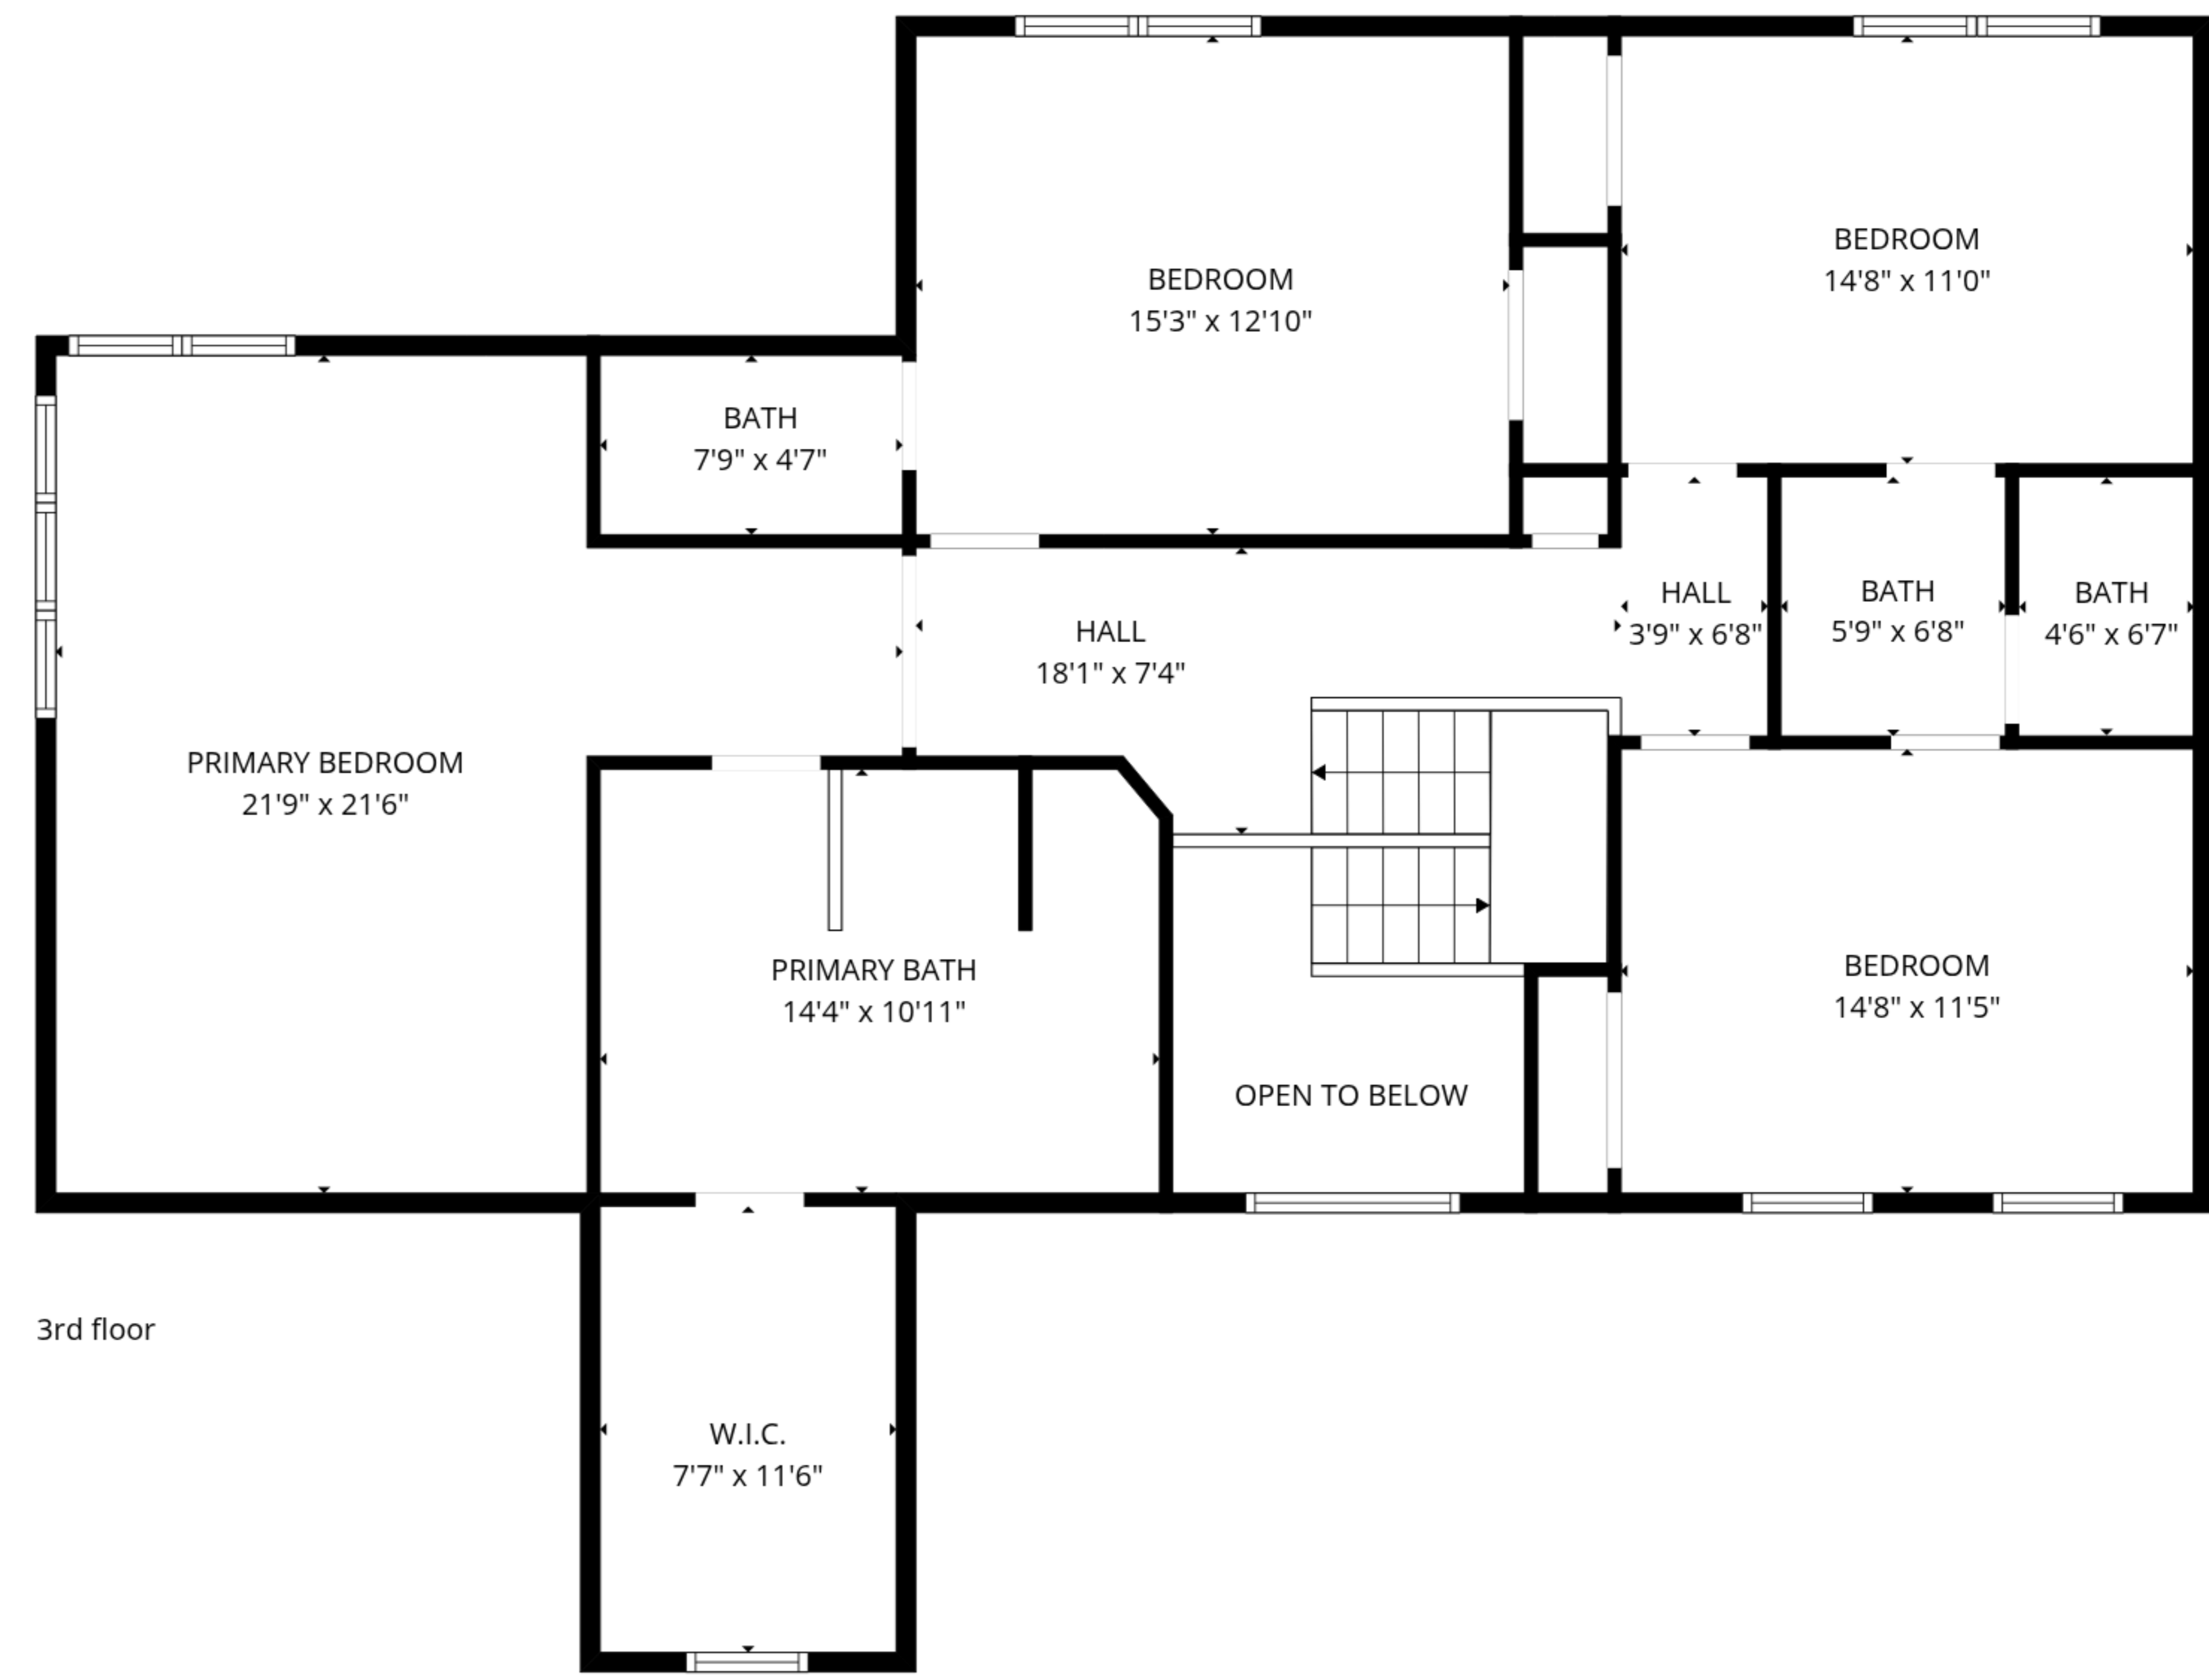 BEDROOM
14'8" x 11'0"
BEDROOM
15'3" x 12'10"
BATH
7'9" x 4'7"
HALL
3'9" x 6'8"
BATH
5'9" x 6'8"
BATH
4'6" x 6'7"
HALL
18'1" x 7'4"
PRIMARY BEDROOM
21'9" x 21'6"
PRIMARY BATH
14'4" x 10'11"
BEDROOM
14'8" x 11'5"
OPEN TO BELOW
3rd floor
W.I.C.
7'7" x 11'6"